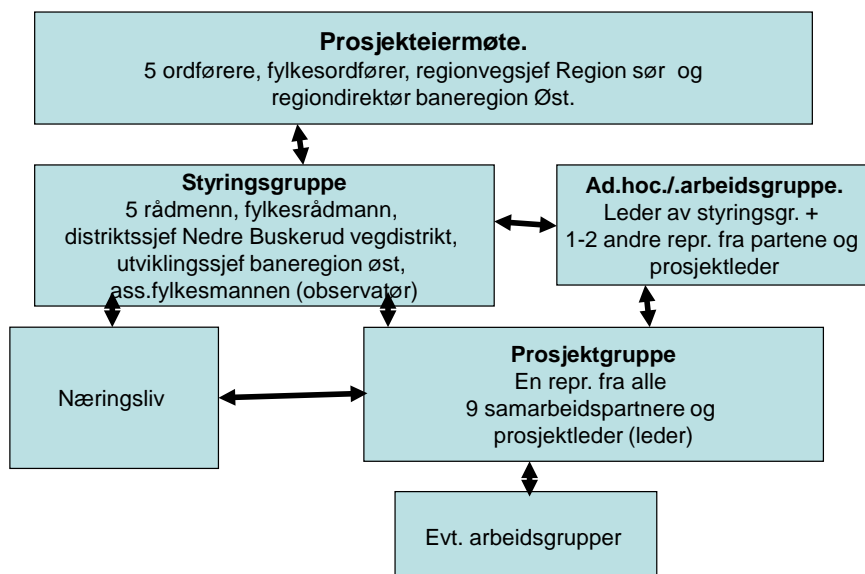 Prosjekteiermøte.
5 ordførere, fylkesordfører, regionvegsjef Region sør og
regiondirektør baneregion Øst.
Styringsgruppe
5 rådmenn, fylkesrådmann,
distriktssjef Nedre Buskerud vegdistrikt,
utviklingssjef baneregion øst,
ass.fylkesmannen (observatør)
Ad.hoc./.arbeidsgruppe.
Leder av styringsgr. +
1-2 andre repr. fra partene og
prosjektleder
Næringsliv
Prosjektgruppe
En repr. fra alle
9 samarbeidspartnere og
prosjektleder (leder)
Evt. arbeidsgrupper